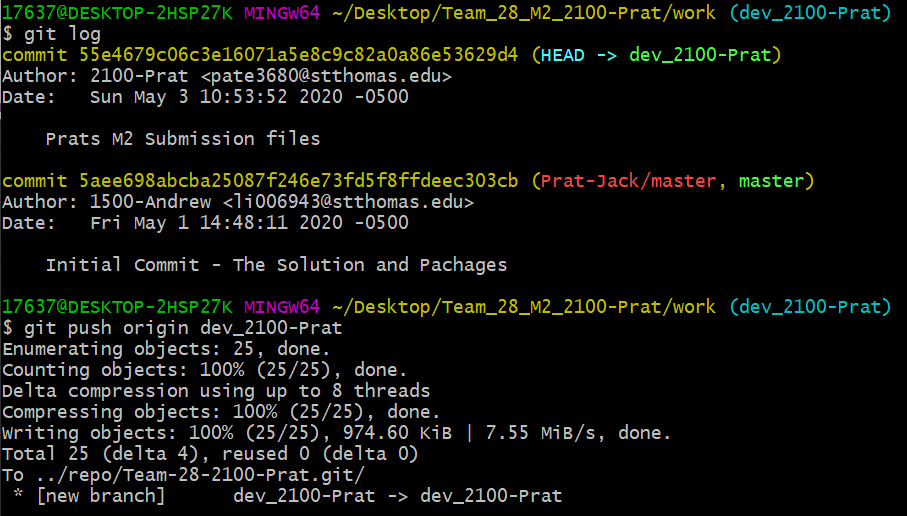 17637@DESKTOP-2HSP27K MINGW64 ~/Desktop/Team_28_M2_2100-Prat/work (dev_2100-Prat)
$ git log
commit 55e4679c06c3e16071a5e8c9c82a0a86e53629d4 (HEAD -> dev_2100-Prat)
Author: 2100-Prat <pate3680@stthomas.edu>
Date:   Sun May 3 10:53:52 2020 -0500
    Prats M2 Submission files
commit 5aee698abcba25087f246e73fd5f8ffdeec303cb (Prat-Jack/master, master)
Author: 1500-Andrew <li006943@stthomas.edu>
Date:   Fri May 1 14:48:11 2020 -0500
    Initial Commit - The Solution and Pachages
17637@DESKTOP-2HSP27K MINGW64 ~/Desktop/Team_28_M2_2100-Prat/work (dev_2100-Prat)
$ git push origin dev_2100-Prat
Enumerating objects: 25, done.
Counting objects: 100% (25/25), done.
Delta compression using up to 8 threads
Compressing objects: 100% (25/25), done.
Writing objects: 100% (25/25), 974.60 KiB | 7.55 MiB/s, done.
Total 25 (delta 4), reused 0 (delta 0)
To ../repo/Team-28-2100-Prat.git/
 * [new branch]      dev_2100-Prat -> dev_2100-Prat